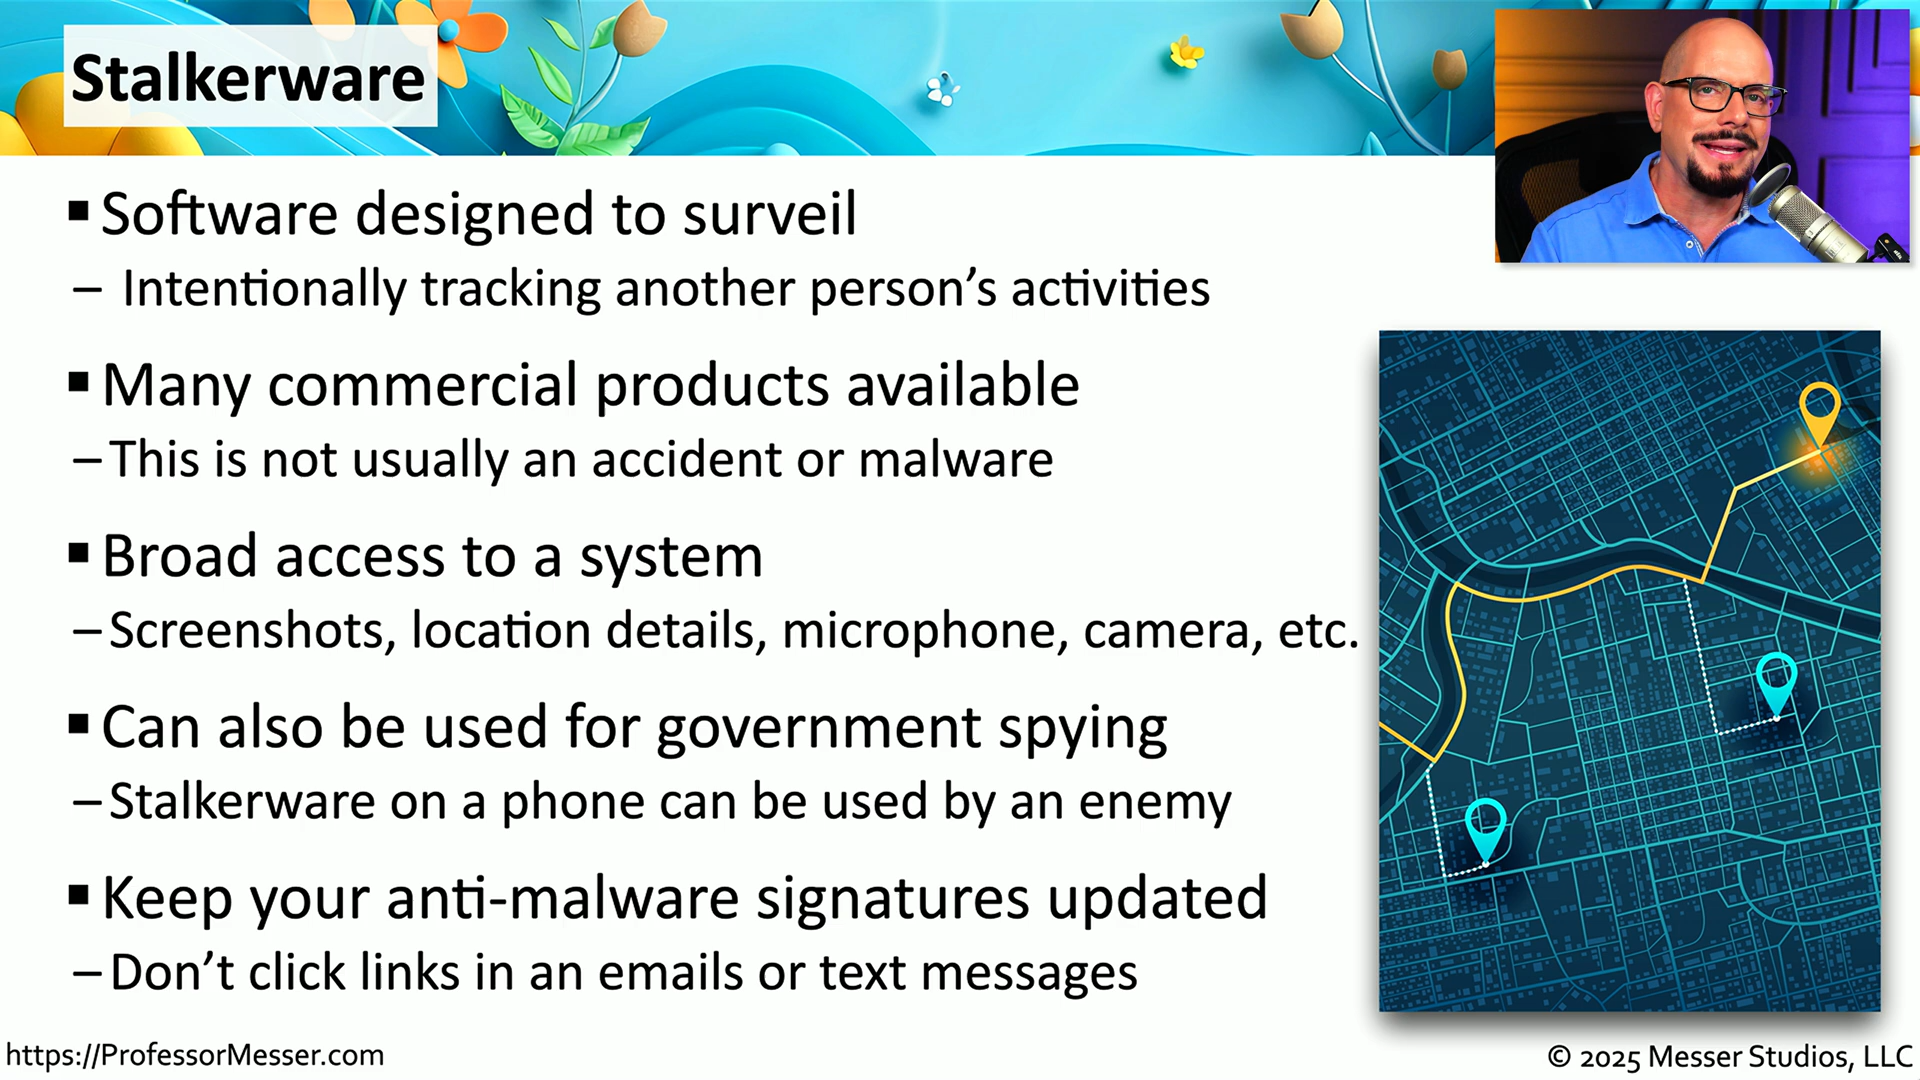 Stalkerware
▪ Software designed to surveil
– Intentionally tracking another person’s activities
▪ Many commercial products available
– This is not usually an accident or malware
▪ Broad access to a system
– Screenshots, location details, microphone, camera, etc.
▪ Can also be used for government spying
– Stalkerware on a phone can be used by an enemy
▪ Keep your anti-malware signatures updated
– Don’t click links in an emails or text messages
https://ProfessorMesser.com
© 2025 Messer Studios, LLC